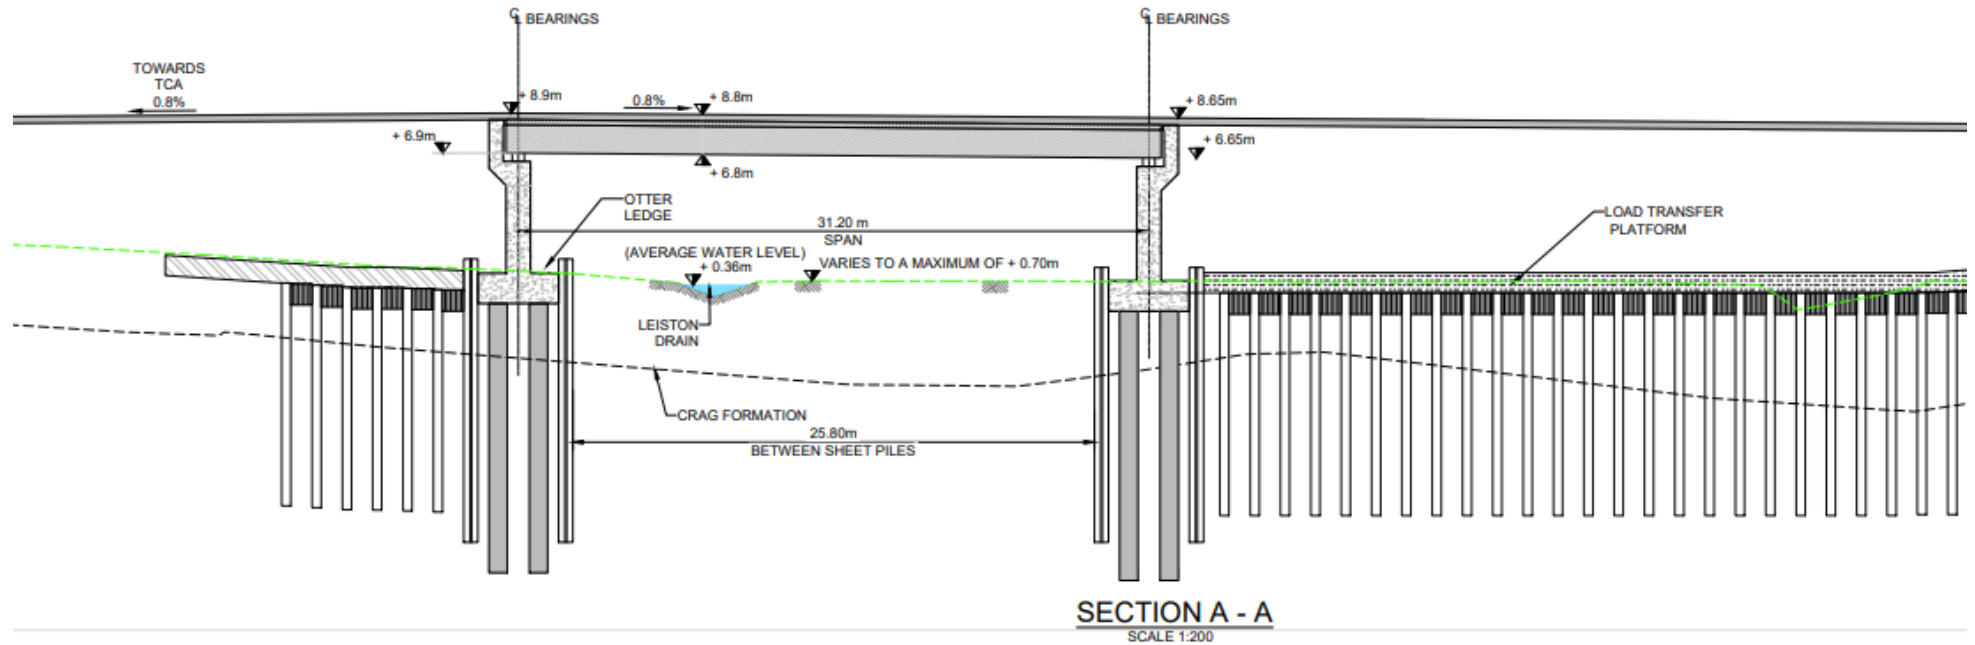 ℄ BEARINGS
℄ BEARINGS
TOWARDS
TCA
0.8%
+ 8.9m
0.8%
+ 8.8m
+ 8.65m
+ 6.9m
+ 6.65m
+ 6.8m
OTTER
LEDGE
31.20 m
SPAN
LOAD TRANSFER
PLATFORM
(AVERAGE WATER LEVEL)
+ 0.36m
VARIES TO A MAXIMUM OF + 0.70m
LEISTON
DRAIN
CRAG FORMATION
25.80m
BETWEEN SHEET PILES
SECTION A - A
SCALE 1:200